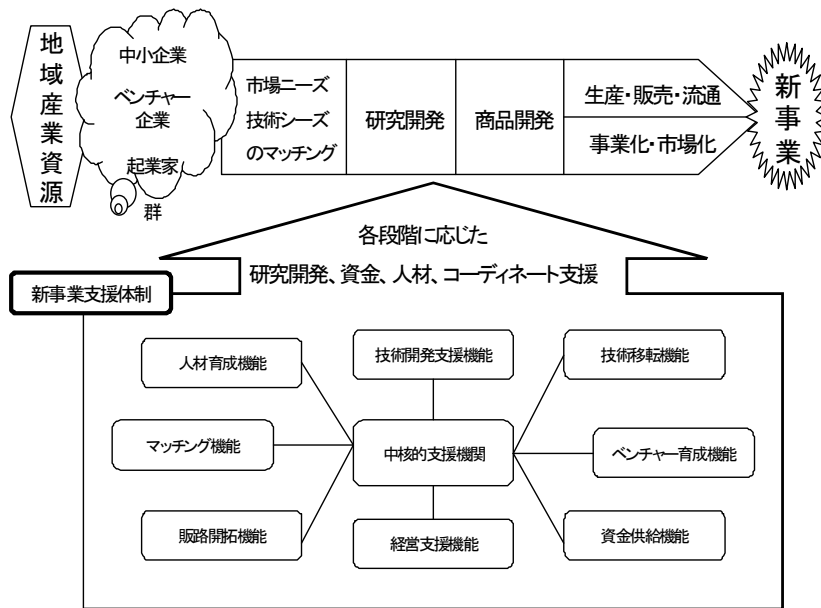 地域産業資源
中小企業
ベンチャー
企業
起業家
群
市場ニーズ
技術シーズ
のマッチング
研究開発
商品開発
生産・販売・流通
事業化・市場化
新事業
各段階に応じた
研究開発、資金、人材、コーディネート支援
新事業支援体制
人材育成機能
技術開発支援機能
技術移転機能
マッチング機能
中核的支援機関
ベンチャー育成機能
販路開拓機能
経営支援機能
資金供給機能